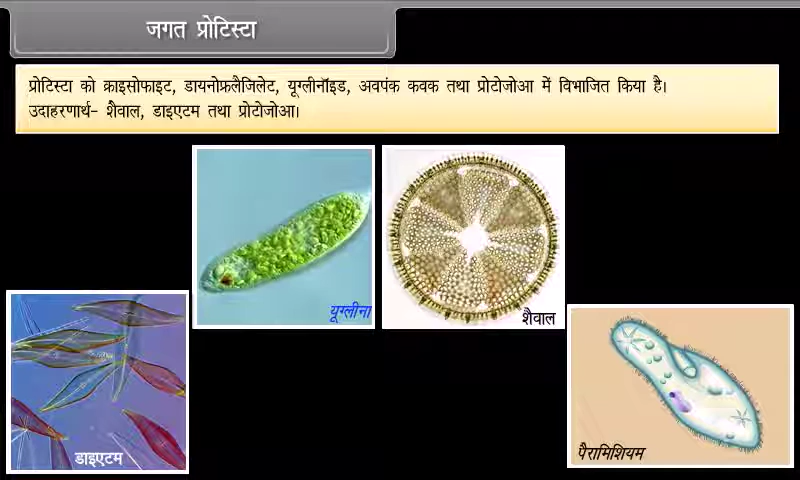 जगत प्रोटिस्टा
प्रोटिस्टा को क्राइसोफाइट, डायनोफ्लैजिलेट, यूग्लीनॉइड, अवपंक कवक तथा प्रोटोजोआ में विभाजित किया है।
उदाहरणार्थ- शैवाल, डाइएटम तथा प्रोटोजोआ।
यूग्लीना
शैवाल
डाइएटम
पैरामिशियम